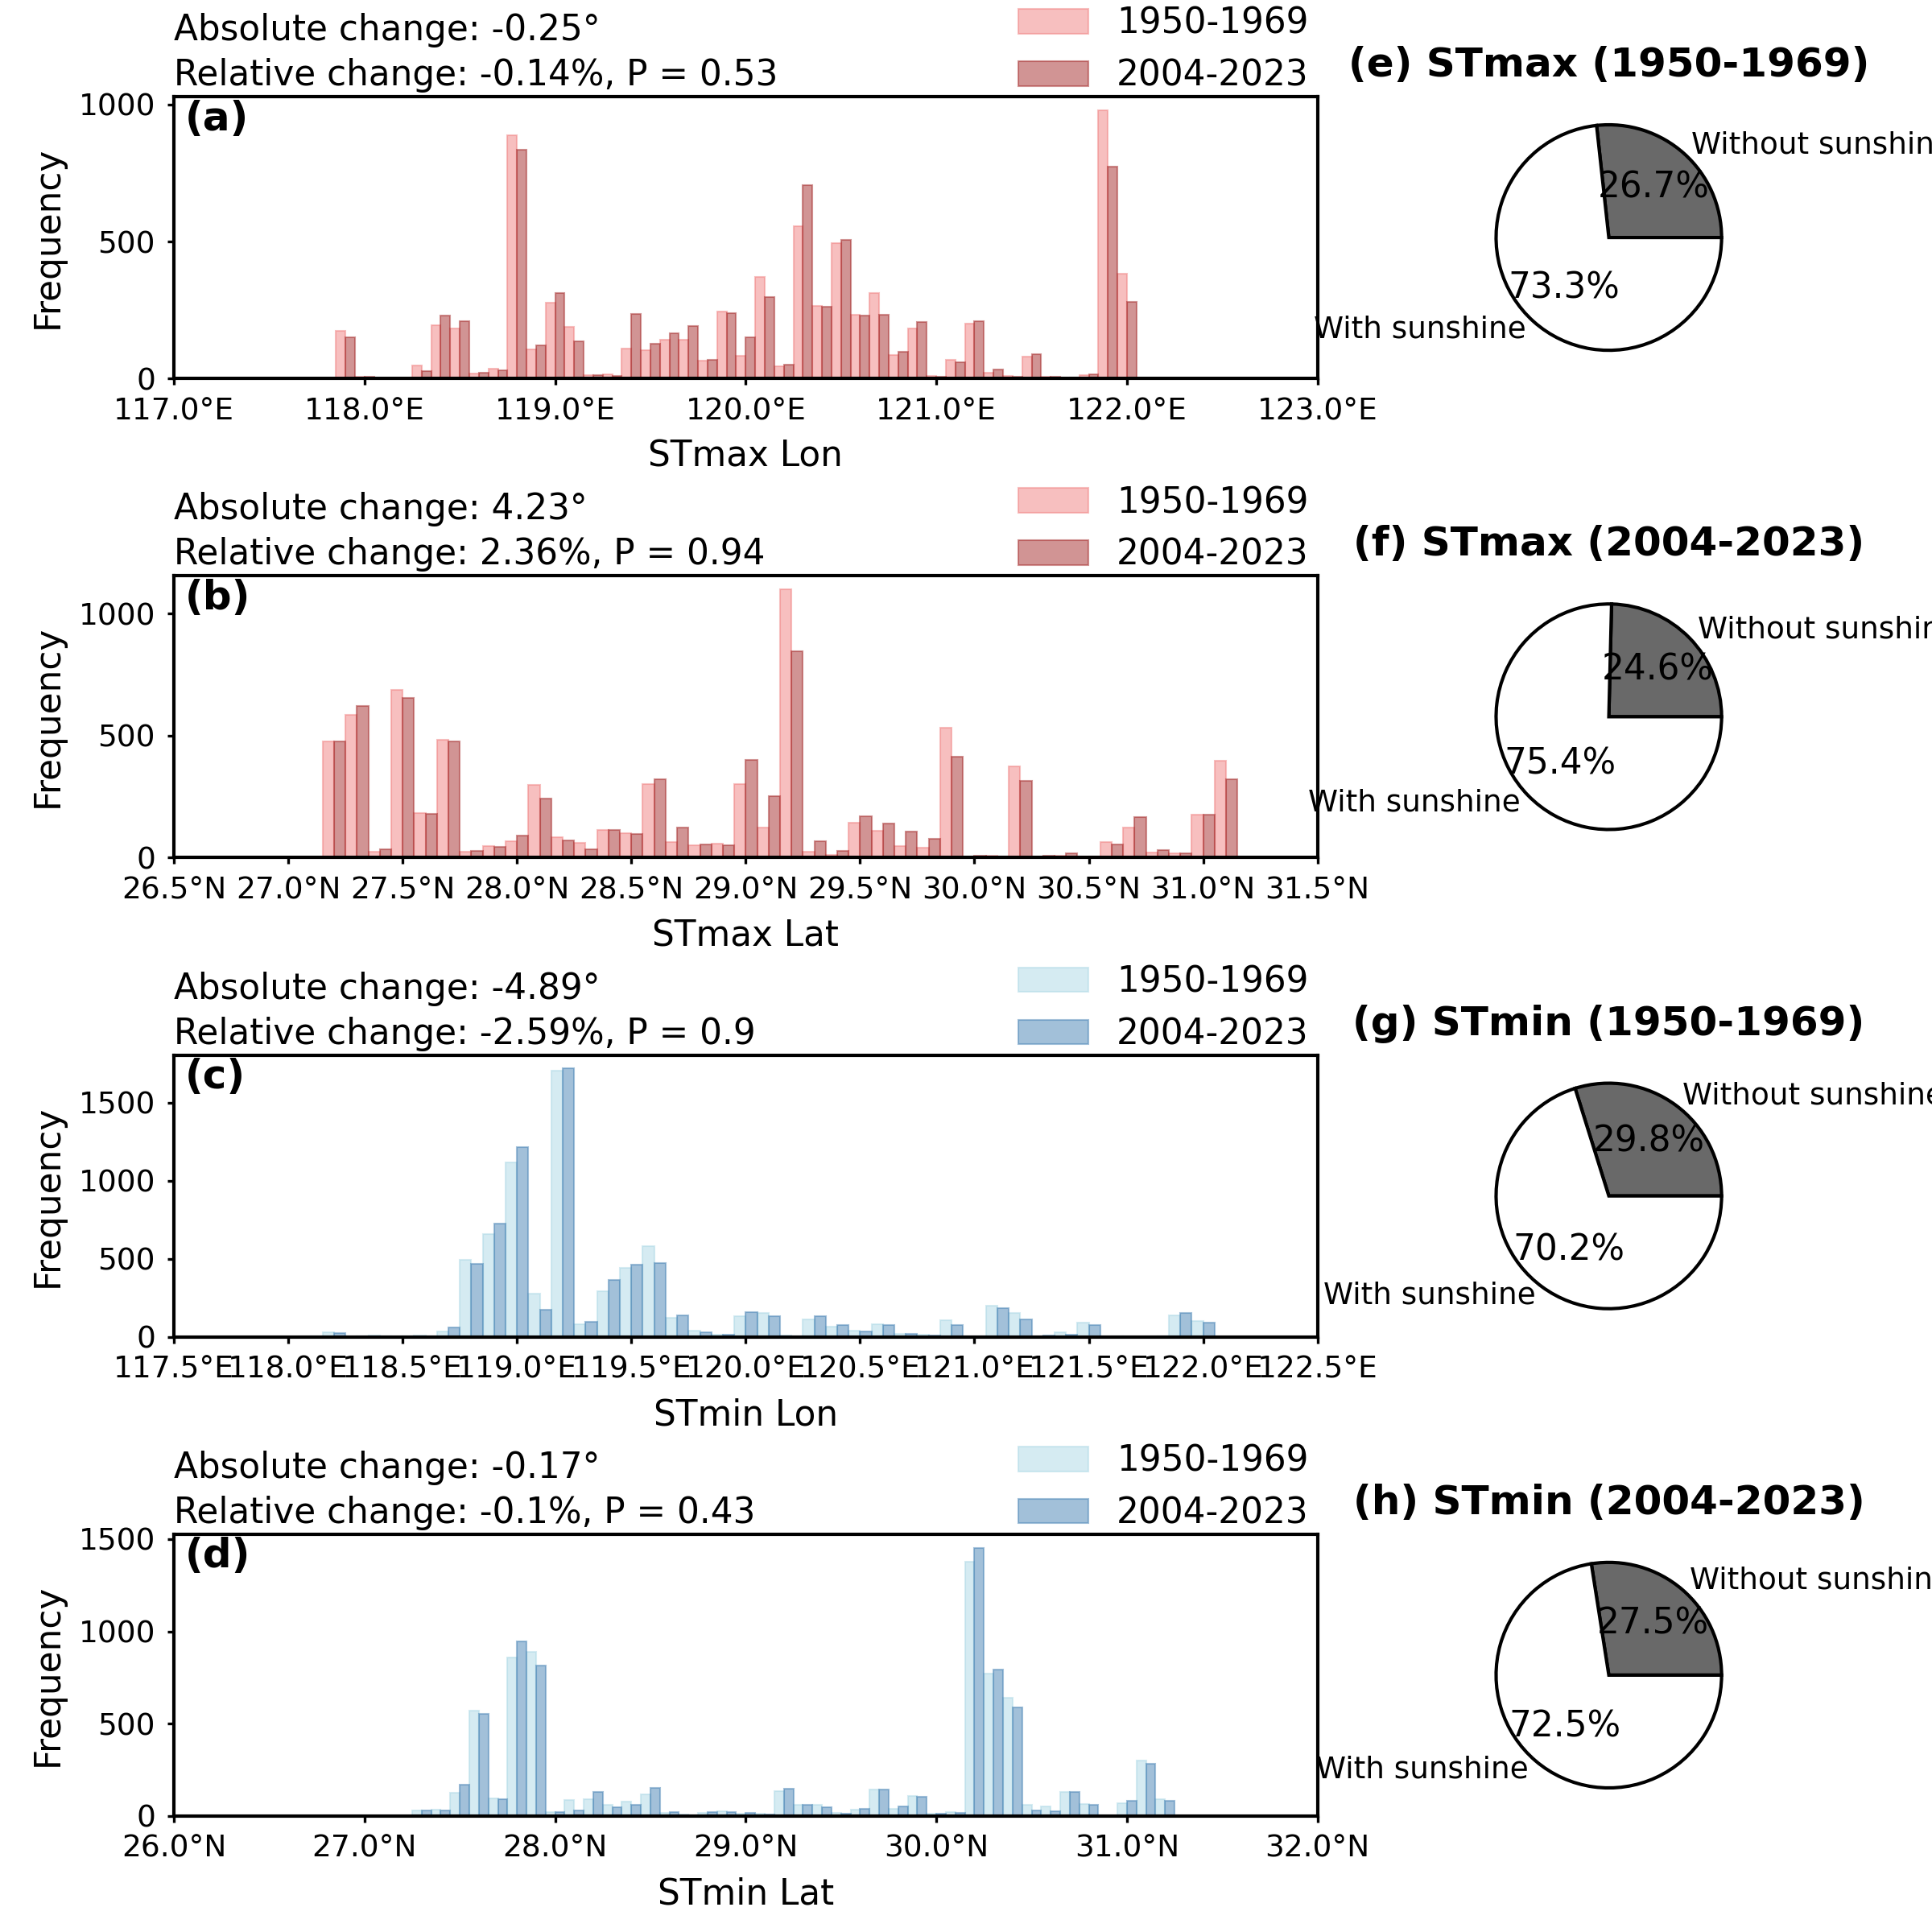 Absolute change: -0.25°
Relative change: -0.14%, P = 0.53
1950-1969
2004-2023
(a)
1000
500
0
Frequency
117.0°E 118.0°E 119.0°E 120.0°E 121.0°E 122.0°E 123.0°E
STmax Lon
(e) STmax (1950-1969)
Without sunshin
26.7%
73.3%
With sunshine
Absolute change: 4.23°
Relative change: 2.36%, P = 0.94
1950-1969
2004-2023
(b)
1000
500
0
Frequency
26.5°N 27.0°N 27.5°N 28.0°N 28.5°N 29.0°N 29.5°N 30.0°N 30.5°N 31.0°N 31.5°N
STmax Lat
(f) STmax (2004-2023)
Without sunshin
24.6%
75.4%
With sunshine
Absolute change: -4.89°
Relative change: -2.59%, P = 0.9
1950-1969
2004-2023
(c)
1500
1000
500
0
Frequency
117.5°E 118.0°E 118.5°E 119.0°E 119.5°E 120.0°E 120.5°E 121.0°E 121.5°E 122.0°E 122.5°E
STmin Lon
(g) STmin (1950-1969)
Without sunshine
29.8%
70.2%
With sunshine
Absolute change: -0.17°
Relative change: -0.1%, P = 0.43
1950-1969
2004-2023
(d)
1500
1000
500
0
Frequency
26.0°N 27.0°N 28.0°N 29.0°N 30.0°N 31.0°N 32.0°N
STmin Lat
(h) STmin (2004-2023)
Without sunshin
27.5%
72.5%
With sunshine